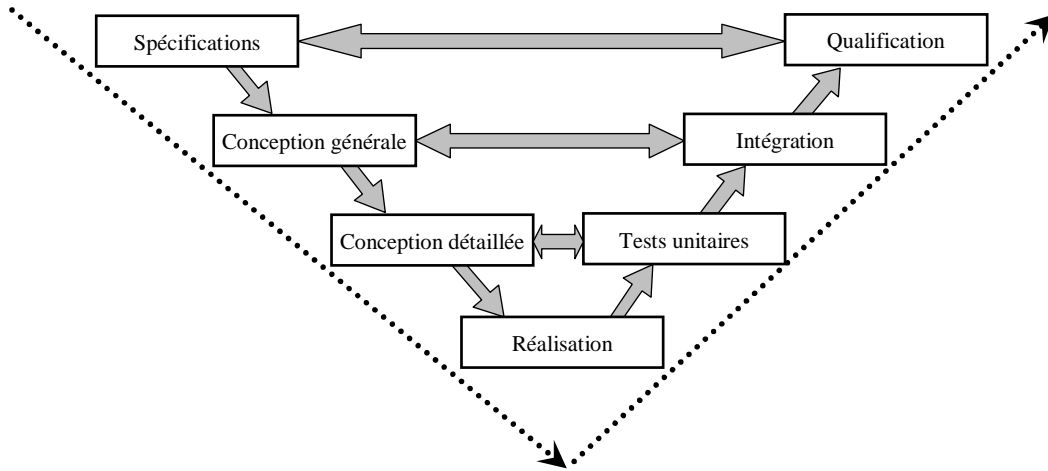 Spécifications
Qualification
Conception générale
Intégration
Conception détaillée
Tests unitaires
Réalisation